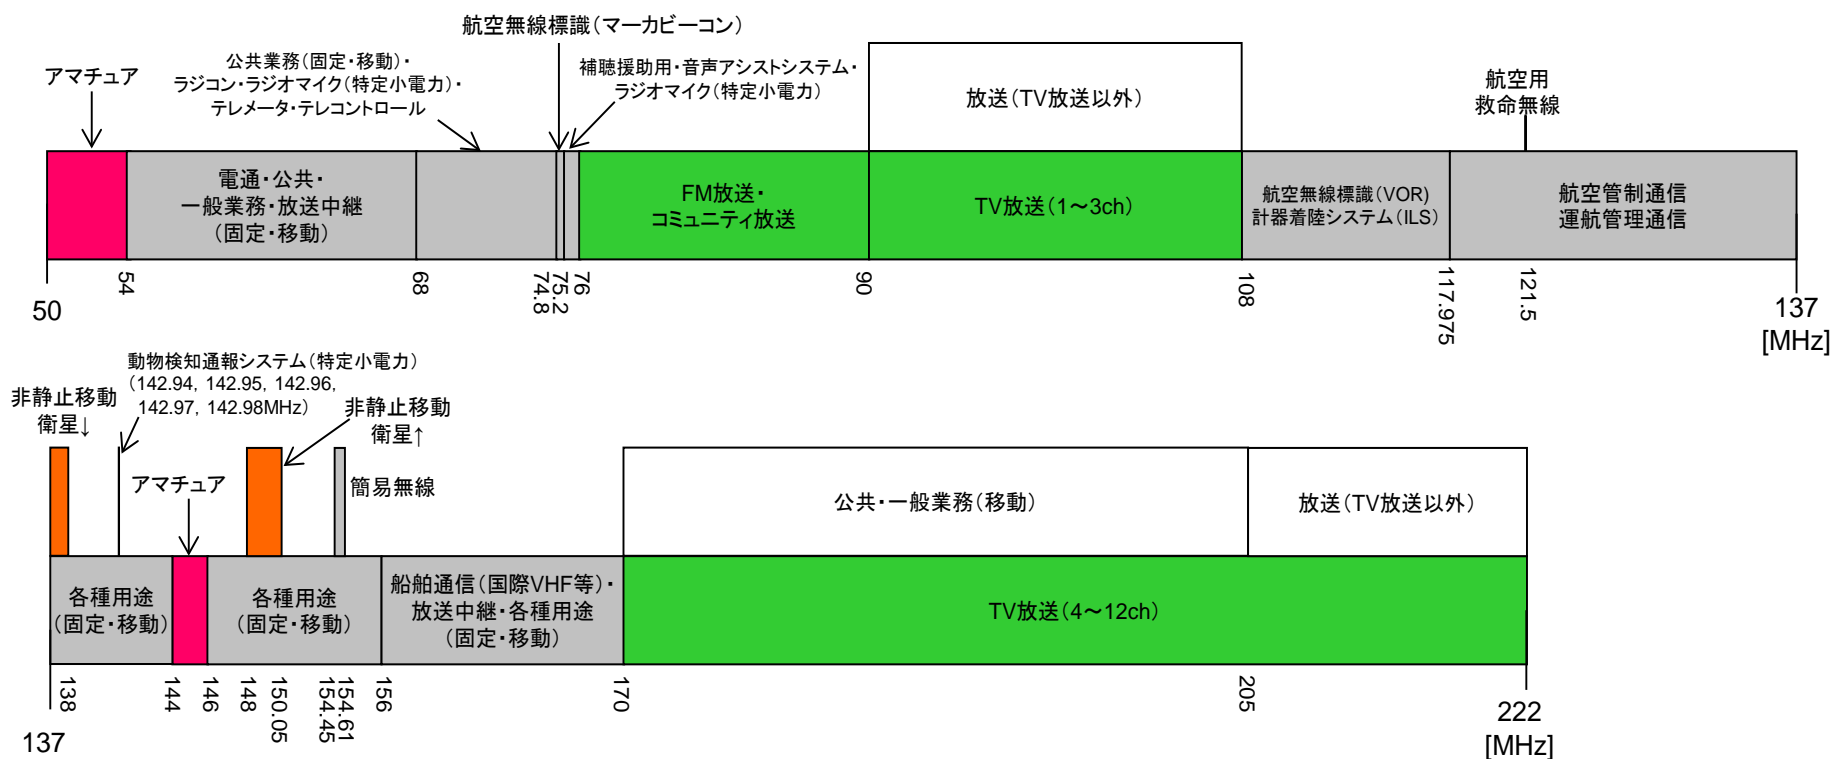 航空無線標識（マーカビーコン）
公共業務（固定・移動）・
ラジコン・ラジオマイク（特定小電力）・
テレメータ・テレコントロール
補聴援助用・音声アシストシステム・
ラジオマイク（特定小電力）
アマチュア
放送（TV放送以外）
航空用
救命無線
電通・公共・
一般業務・放送中継
（固定・移動）
FM放送・
コミュニティ放送
TV放送（1～3ch）
航空無線標識（VOR)
計器着陸システム（ILS）
航空管制通信
運航管理通信
50
54
68
74.8
75.2
76
90
108
117.975
121.5
137
[MHz]
動物検知通報システム（特定小電力）
（142.94，142.95，142.96，
142.97，142.98MHz）
非静止移動
衛星↓
非静止移動
衛星↑
アマチュア
簡易無線
公共・一般業務（移動）
放送（TV放送以外）
各種用途
（固定・移動）
各種用途
（固定・移動）
船舶通信（国際VHF等）・
放送中継・各種用途
（固定・移動）
TV放送（4～12ch）
137
138
144
146
148
150.05
154.45
154.61
156
170
205
222
[MHz]